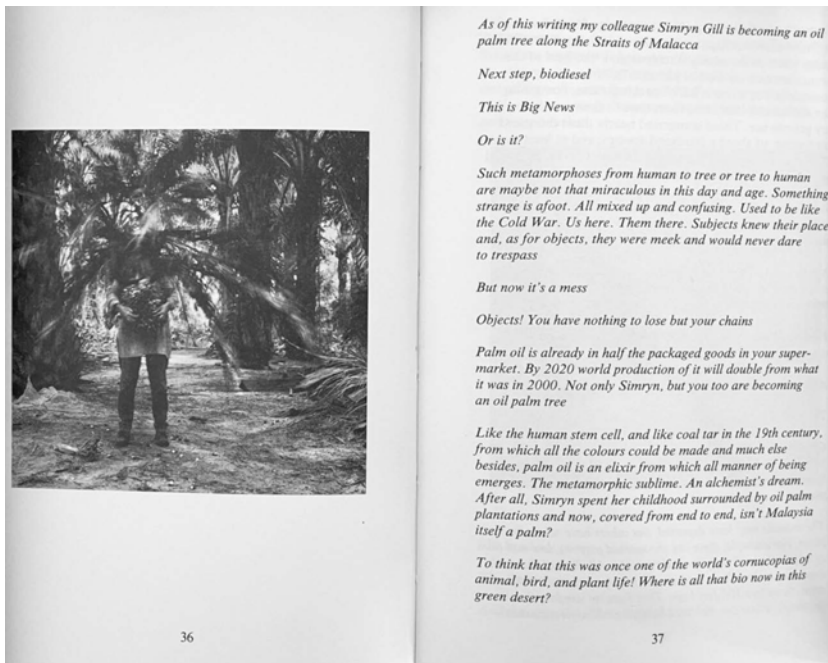 36
As of this writing my colleague Simryn Gill is becoming an oil
palm tree along the Straits of Malacca
Next step, biodiesel
This is Big News
Or is it?
Such metamorphoses from human to tree or tree to human
are maybe not that miraculous in this day and age. Something
strange is afoot. All mixed up and confusing. Used to be like
the Cold War. Us here. Them there. Subjects knew their place
and, as for objects, they were meek and would never dare
to trespass
But now it's a mess
Objects! You have nothing to lose but your chains
Palm oil is already in half the packaged goods in your super-
market. By 2020 world production of it will double from what
it was in 2000. Not only Simryn, but you too are becoming
an oil palm tree
Like the human stem cell, and like coal tar in the 19th century,
from which all the colours could be made and much else
besides, palm oil is an elixir from which all manner of being
emerges. The metamorphic sublime. An alchemist's dream.
After all, Simryn spent her childhood surrounded by oil palm
plantations and now, covered from end to end, isn't Malaysia
itself a palm?
To think that this was once one of the world's cornucopias of
animal, bird, and plant life! Where is all that bio now in this
green desert?
37